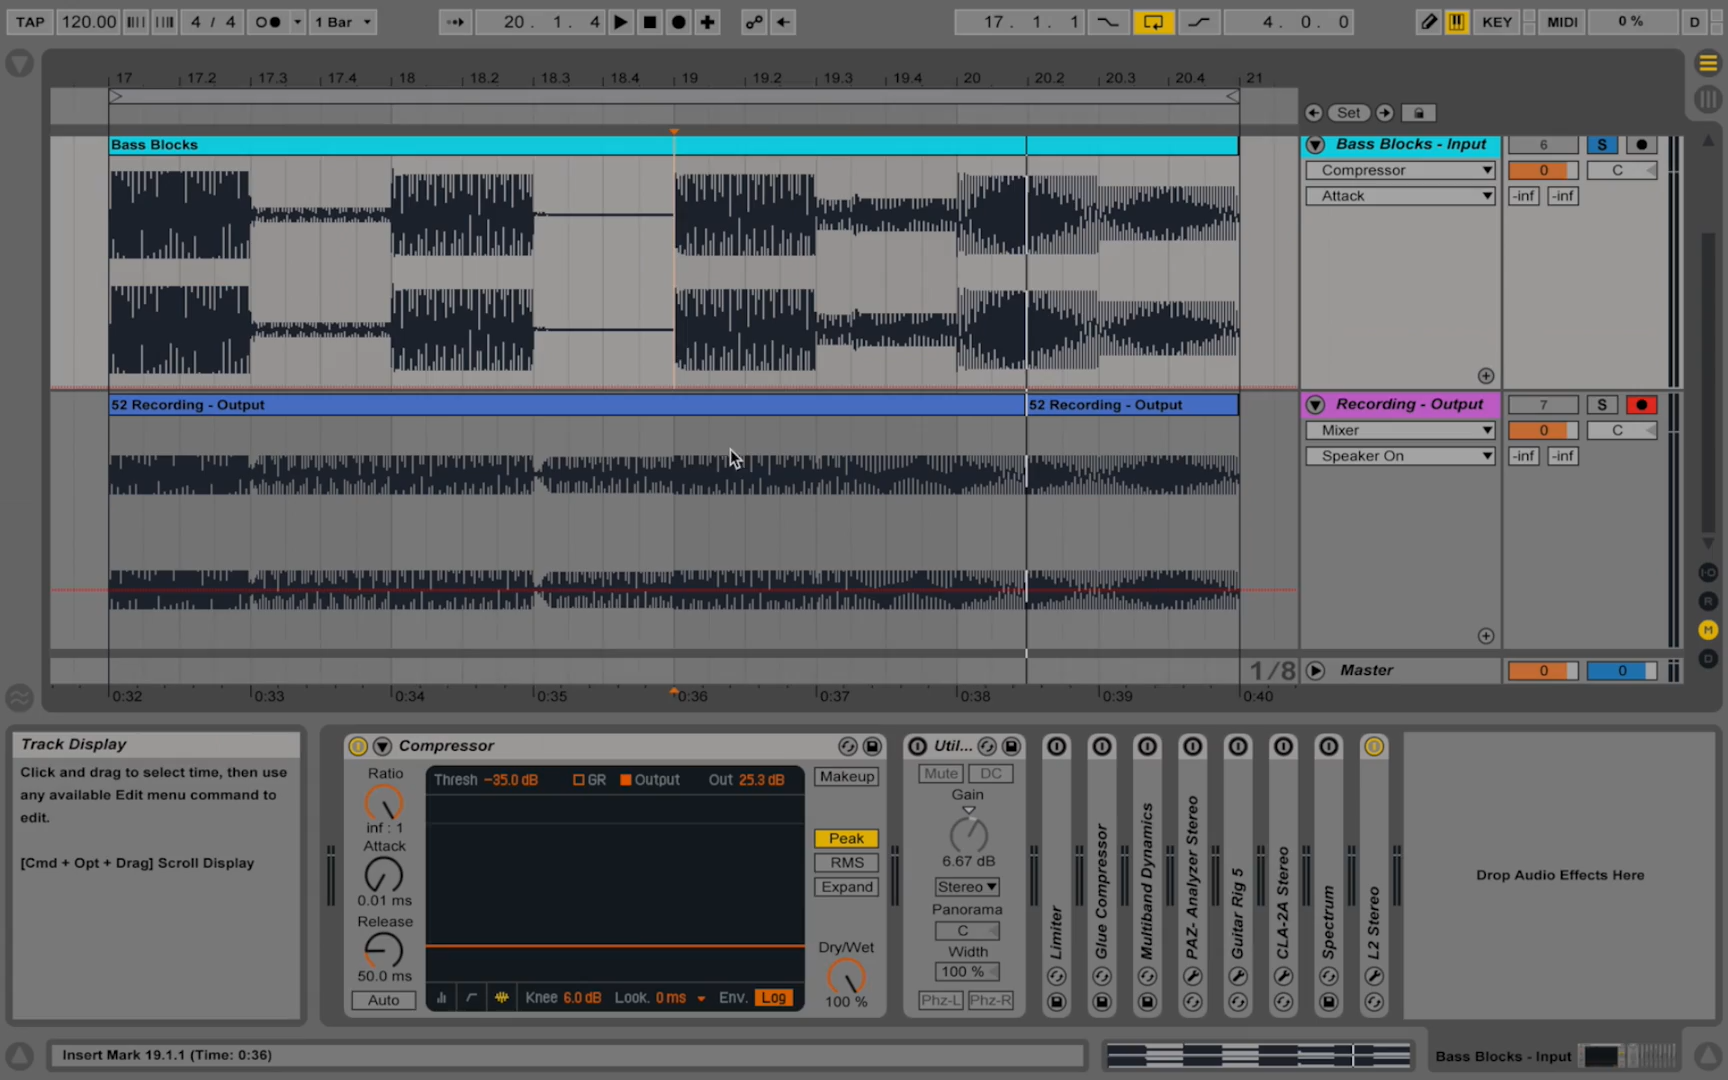 TAP 120.00 4 / 4 1 Bar 20. 1. 4 17. 1. 1 4. 0. 0 KEY MIDI 0 % D
17 17.2 17.3 17.4 18 18.2 18.3 18.4 19 19.2 19.3 19.4 20 20.2 20.3 20.4 21
Set
Bass Blocks
Bass Blocks - Input 6 S
Compressor 0 C
Attack -inf -inf
52 Recording - Output 52 Recording - Output
Recording - Output 7 S
Mixer 0 C
Speaker On -inf -inf
I-O
R
M
D
1/8 Master 0 0
0:32 0:33 0:34 0:35 0:36 0:37 0:38 0:39 0:40
Track Display
Click and drag to select time, then use
any available Edit menu command to
edit.
[Cmd + Opt + Drag] Scroll Display
Compressor
Ratio
inf : 1
Attack
0.01 ms
Release
50.0 ms
Auto
Thresh -35.0 dB GR Output Out 25.3 dB
Knee 6.0 dB Look. 0 ms Env. Log
Makeup
Peak
RMS
Expand
Dry/Wet
100 %
Util...
Mute DC
Gain
6.67 dB
Stereo
Panorama
C
Width
100 %
Phz-L Phz-R
Limiter
Glue Compressor
Multiband Dynamics
PAZ- Analyzer Stereo
Guitar Rig 5
CLA-2A Stereo
Spectrum
L2 Stereo
Drop Audio Effects Here
Insert Mark 19.1.1 (Time: 0:36)
Bass Blocks - Input